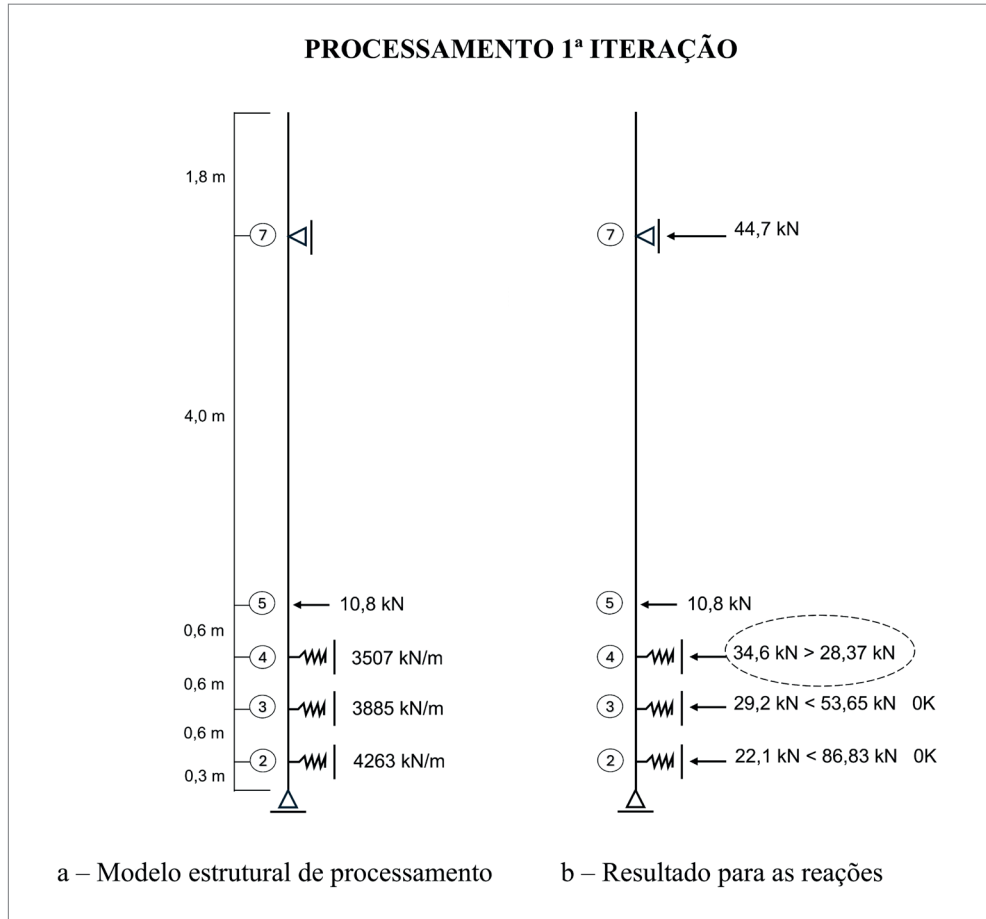 PROCESSAMENTO 1ª ITERAÇÃO
1,8 m
7
4,0 m
5
10,8 kN
0,6 m
4
3507 kN/m
0,6 m
3
3885 kN/m
0,6 m
2
4263 kN/m
0,3 m
a – Modelo estrutural de processamento
7
44,7 kN
5
10,8 kN
4
34,6 kN > 28,37 kN
3
29,2 kN < 53,65 kN 0K
2
22,1 kN < 86,83 kN 0K
b – Resultado para as reações